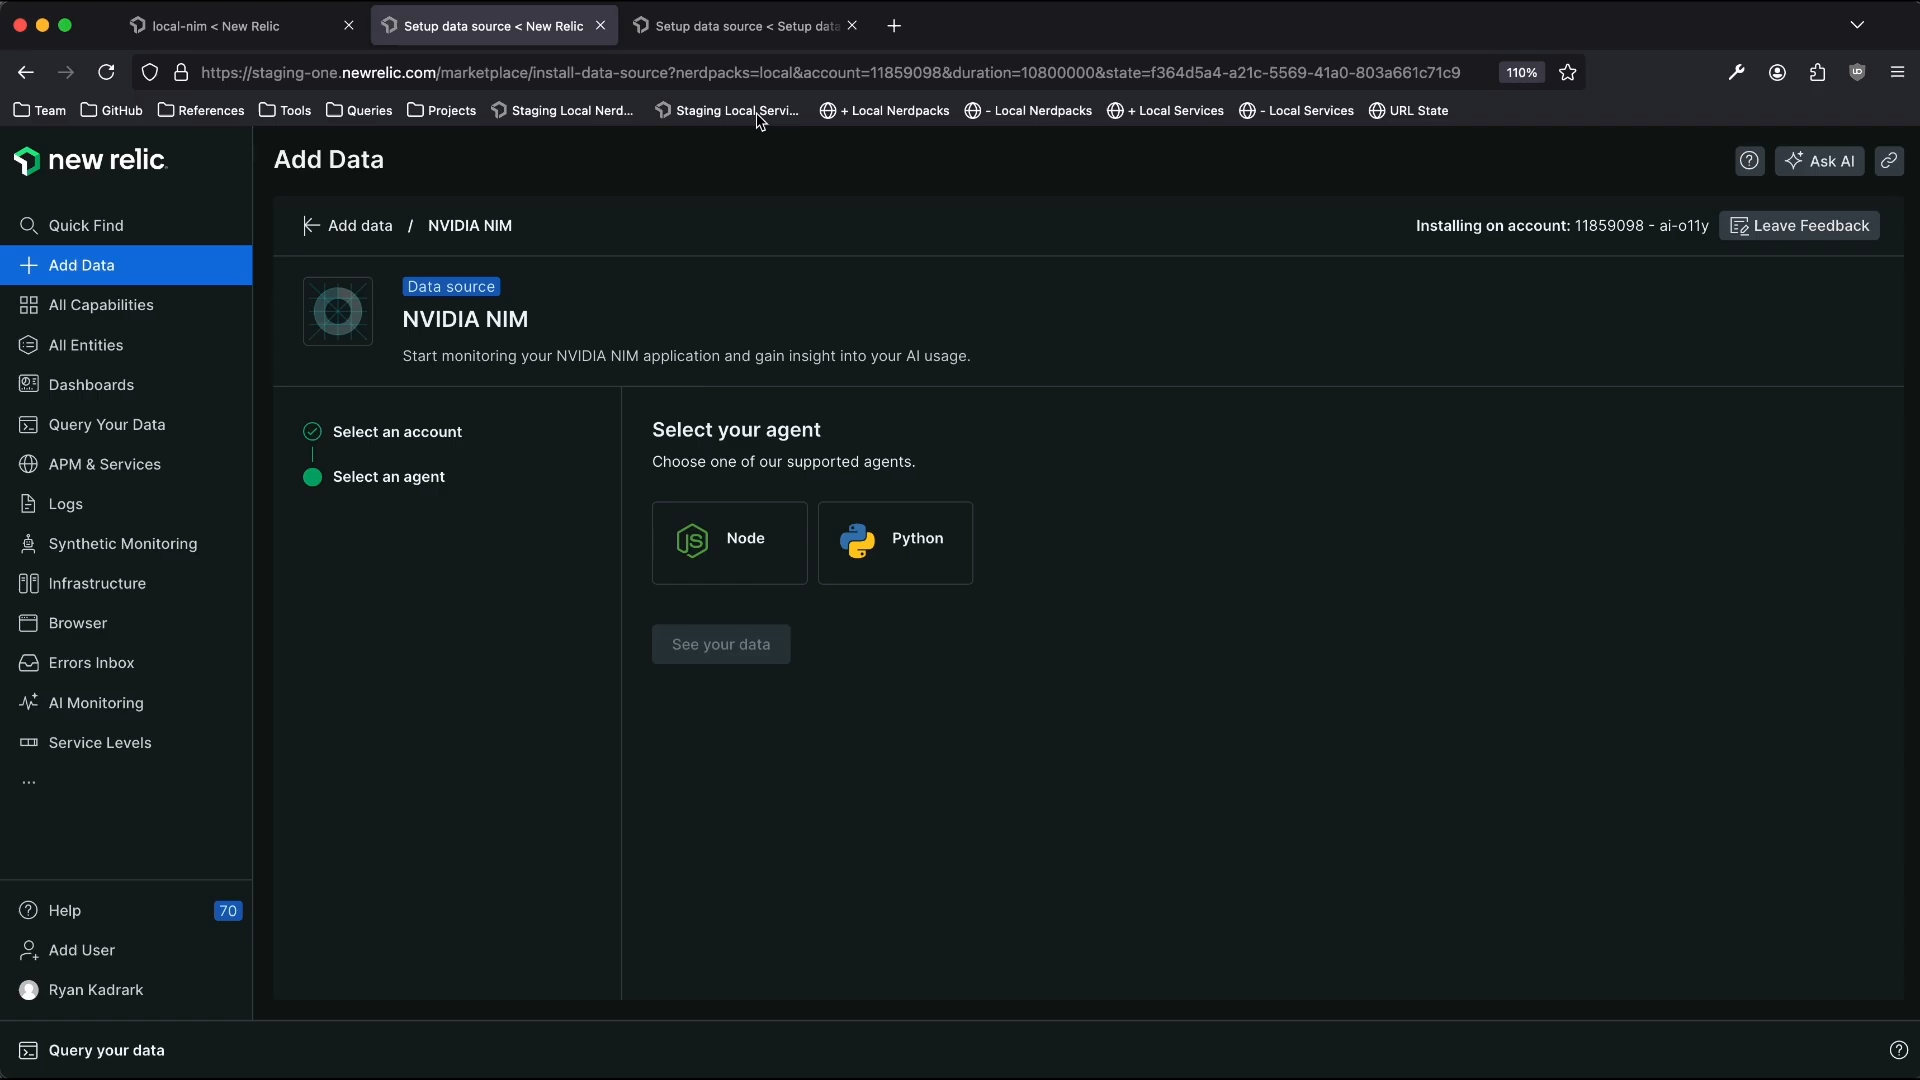 local-nim < New Relic
Setup data source < New Relic
Setup data source < Setup data
https://staging-one.newrelic.com/marketplace/install-data-source?nerdpacks=local&account=11859098&duration=10800000&state=f364d5a4-a21c-5569-41a0-803a661c71c9
110%
Team
GitHub
References
Tools
Queries
Projects
Staging Local Nerd...
Staging Local Servi...
+ Local Nerdpacks
- Local Nerdpacks
+ Local Services
- Local Services
URL State
new relic
Add Data
Ask AI
Quick Find
Add Data
All Capabilities
All Entities
Dashboards
Query Your Data
APM & Services
Logs
Synthetic Monitoring
Infrastructure
Browser
Errors Inbox
AI Monitoring
Service Levels
...
Help
70
Add User
Ryan Kadrark
Add data / NVIDIA NIM
Installing on account: 11859098 - ai-o11y
Leave Feedback
Data source
NVIDIA NIM
Start monitoring your NVIDIA NIM application and gain insight into your AI usage.
Select an account
Select an agent
Select your agent
Choose one of our supported agents.
JS
Node
Python
See your data
Query your data